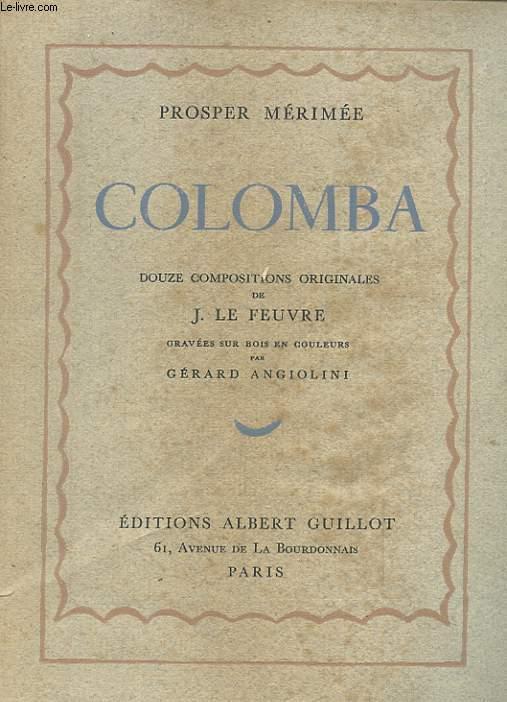 Le-livre.com
PROSPER MÉRIMÉE
COLOMBA
DOUZE COMPOSITIONS ORIGINALES
DE
J. LE FEUVRE
GRAVÉES SUR BOIS EN COULEURS
PAR
GÉRARD ANGIOLINI
ÉDITIONS ALBERT GUILLOT
61, AVENUE DE LA BOURDONNAIS
PARIS